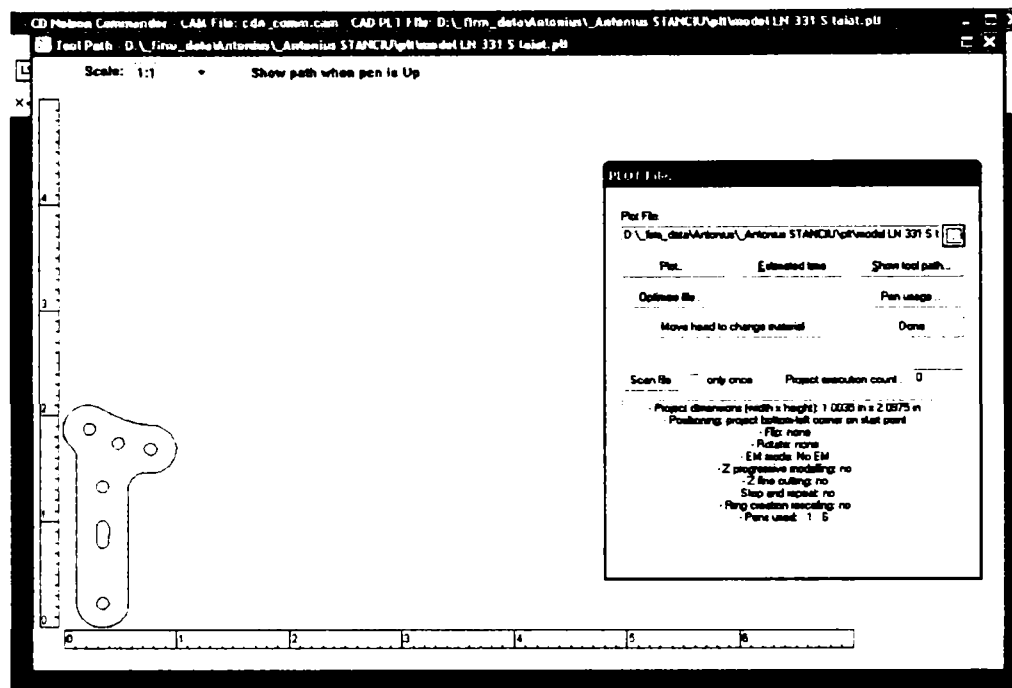 CD Nelson Commander - CAM File: cdn_comm.cam CAD PLT File: D:\_firm_data\Antonius\_Antonius STANCIU\plt\model LN 331 S taiat.plt
Tool Path - D:\_firm_data\Antonius\_Antonius STANCIU\plt\model LN 331 S taiat.plt
Scale: 1:1 Show path when pen is Up
4
3
2
1
0
0 1 2 3 4 5 6
PLOT File
Plot File
D:\_firm_data\Antonius\_Antonius STANCIU\plt\model LN 331 S t ...
Plot.. Estimated time Show tool path...
Optimize file.. Pen usage..
Move head to change material Done
Scan file only once Project execution count.. 0
- Project dimensions (width x height): 1.0035 in x 2.0875 in
- Positioning: project bottom-left corner on start point
- Flip: none
- Rotate: none
- EM mode: No EM
- Z progressive modelling: no
- Z fine cutting: no
Step and repeat: no
- Ring creation rescaling: no
- Pens used: 1 6